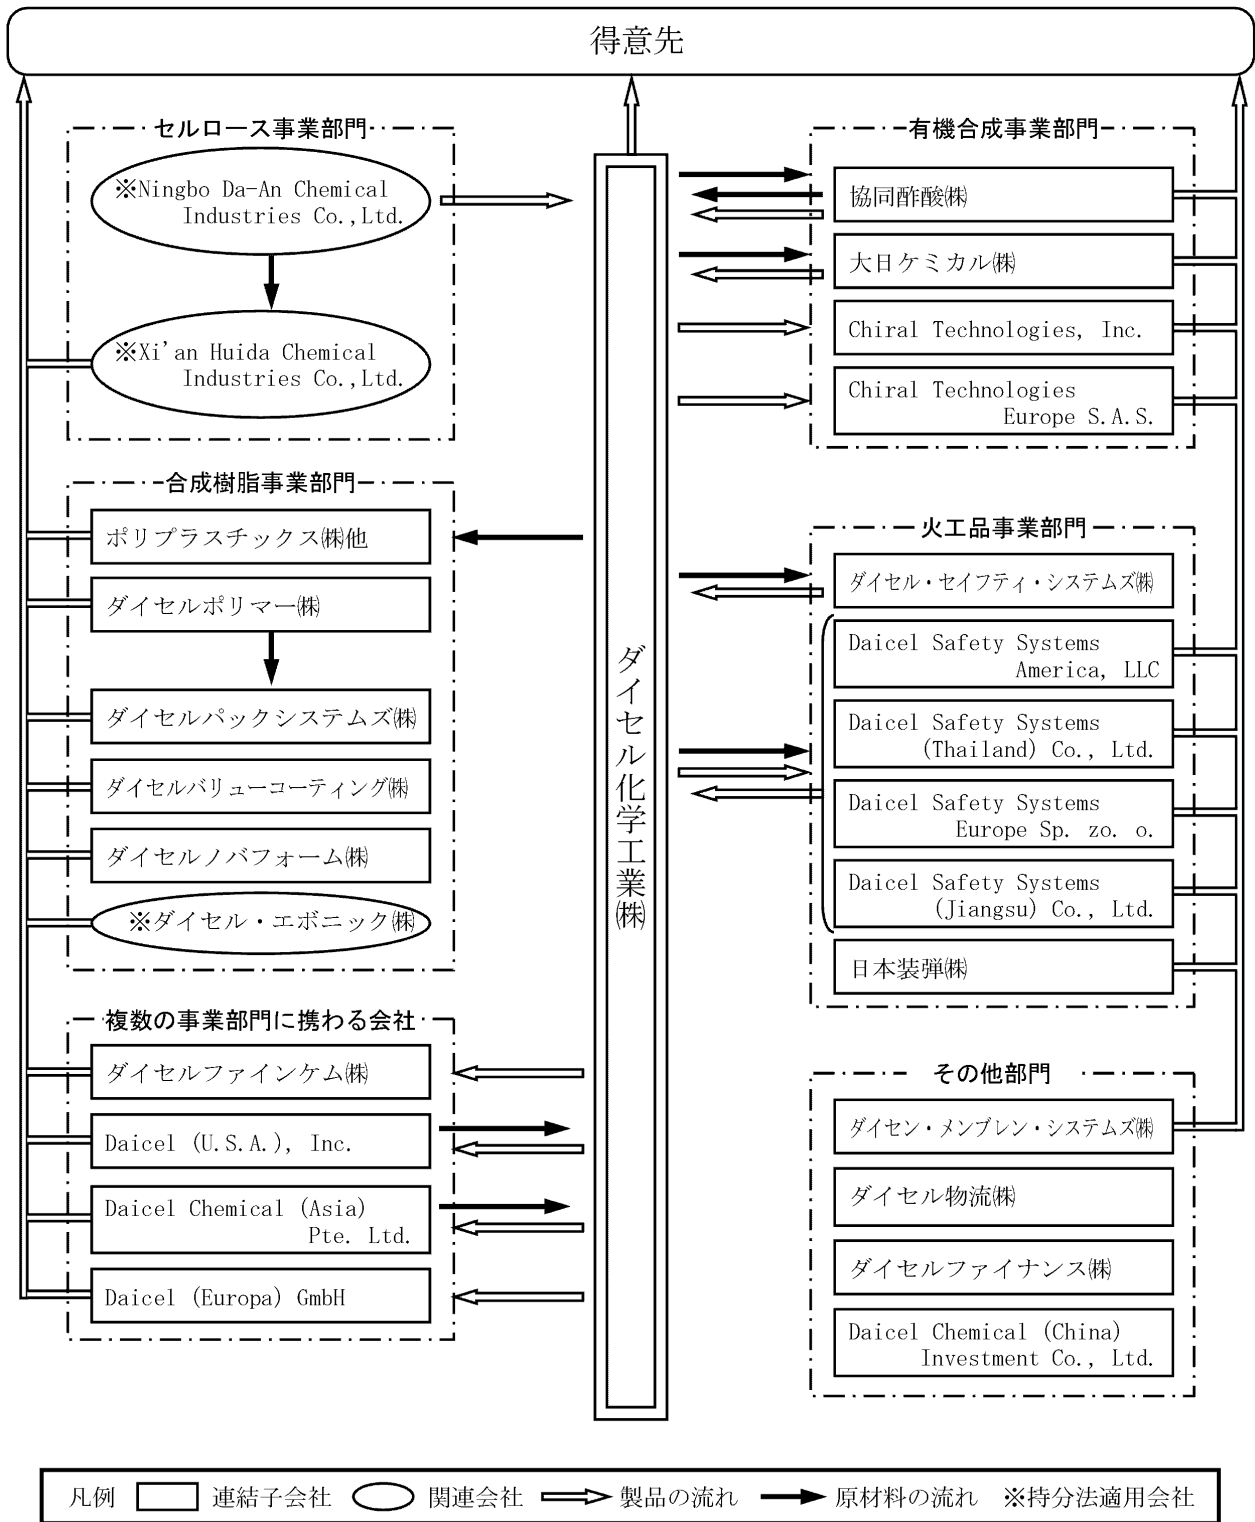 得意先
セルロース事業部門
※Ningbo Da-An Chemical
Industries Co.,Ltd.
※Xi'an Huida Chemical
Industries Co.,Ltd.
合成樹脂事業部門
ポリプラスチックス㈱他
ダイセルポリマー㈱
ダイセルパックシステムズ㈱
ダイセルバリューコーティング㈱
ダイセルノバフォーム㈱
※ダイセル・エボニック㈱
複数の事業部門に携わる会社
ダイセルファインケム㈱
Daicel (U.S.A.), Inc.
Daicel Chemical (Asia)
Pte. Ltd.
Daicel (Europa) GmbH
ダイセル化学工業㈱
有機合成事業部門
協同酢酸㈱
大日ケミカル㈱
Chiral Technologies, Inc.
Chiral Technologies
Europe S.A.S.
火工品事業部門
ダイセル・セイフティ・システムズ㈱
Daicel Safety Systems
America, LLC
Daicel Safety Systems
(Thailand) Co., Ltd.
Daicel Safety Systems
Europe Sp. zo. o.
Daicel Safety Systems
(Jiangsu) Co., Ltd.
日本装弾㈱
その他部門
ダイセン・メンブレン・システムズ㈱
ダイセル物流㈱
ダイセルファイナンス㈱
Daicel Chemical (China)
Investment Co., Ltd.
凡例 連結子会社 関連会社 製品の流れ 原材料の流れ ※持分法適用会社